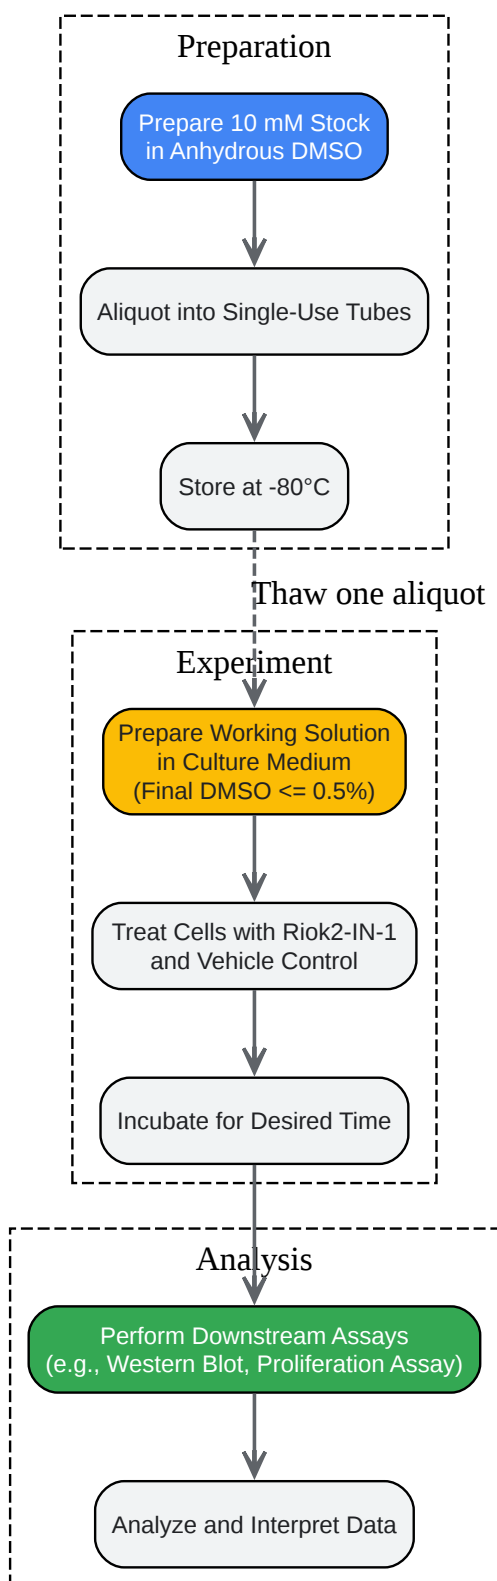 Preparation
Prepare 10 mM Stock
in Anhydrous DMSO
Aliquot into Single-Use Tubes
Store at -80°C
Thaw one aliquot
Experiment
Prepare Working Solution
in Culture Medium
(Final DMSO <= 0.5%)
Treat Cells with Riok2-IN-1
and Vehicle Control
Incubate for Desired Time
Analysis
Perform Downstream Assays
(e.g., Western Blot, Proliferation Assay)
Analyze and Interpret Data